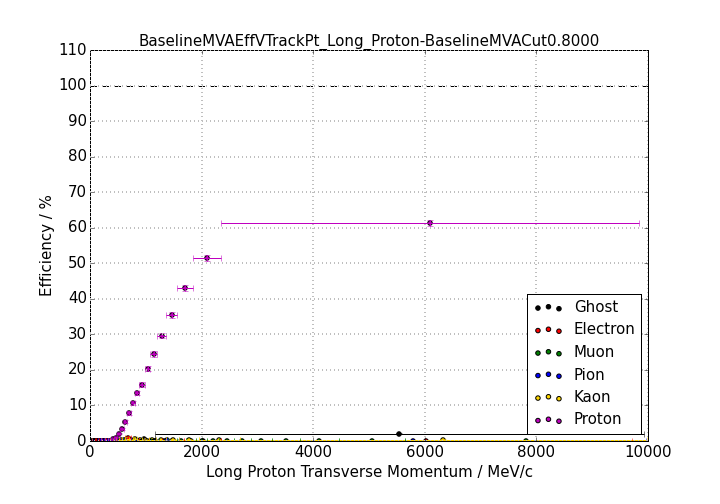 BaselineMVAEffVTrackPt_Long_Proton-BaselineMVACut0.8000
110
100
90
80
70
60
50
40
30
20
10
0
Efficiency / %
0 2000 4000 6000 8000 10000
Long Proton Transverse Momentum / MeV/c
Ghost
Electron
Muon
Pion
Kaon
Proton